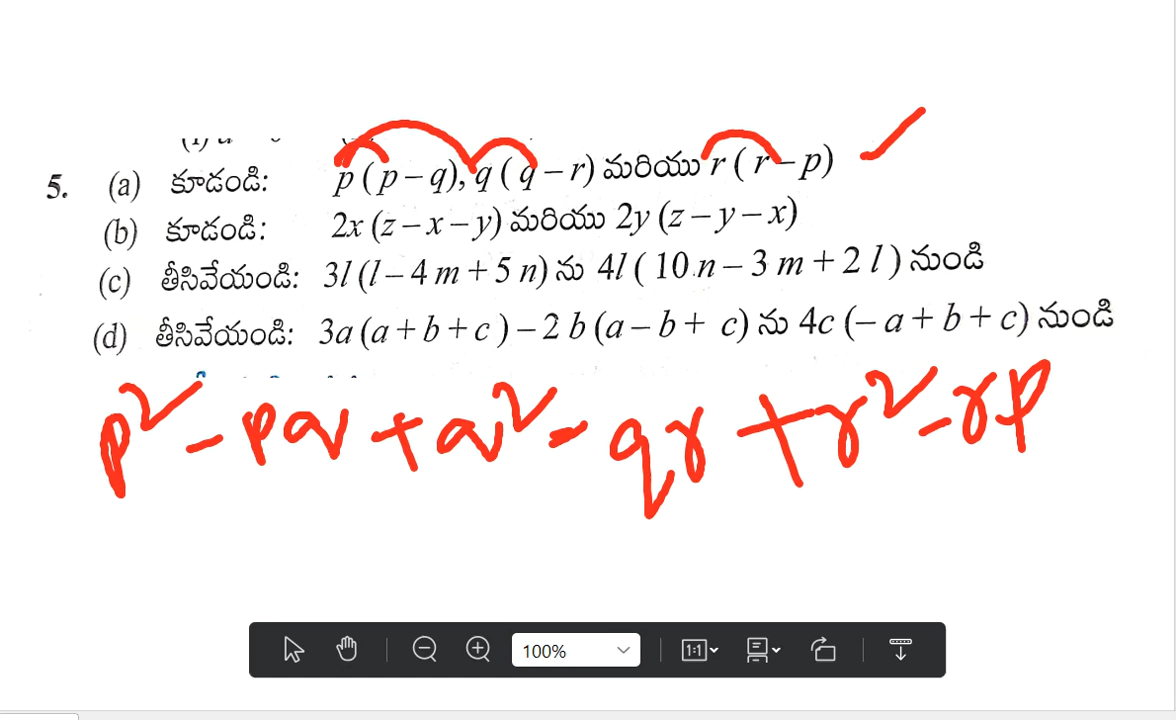 5. (a) కూడండి: p (p – q), q (q – r) మరియు r (r – p)
(b) కూడండి: 2x (z – x – y) మరియు 2y (z – y – x)
(c) తీసివేయండి: 3l (l – 4 m + 5 n) ను 4l ( 10 n – 3 m + 2 l ) నుండి
(d) తీసివేయండి: 3a (a + b + c ) – 2 b (a – b + c) ను 4c (– a + b + c) నుండి
p² - pq + q² - qr + r² - rp
100%